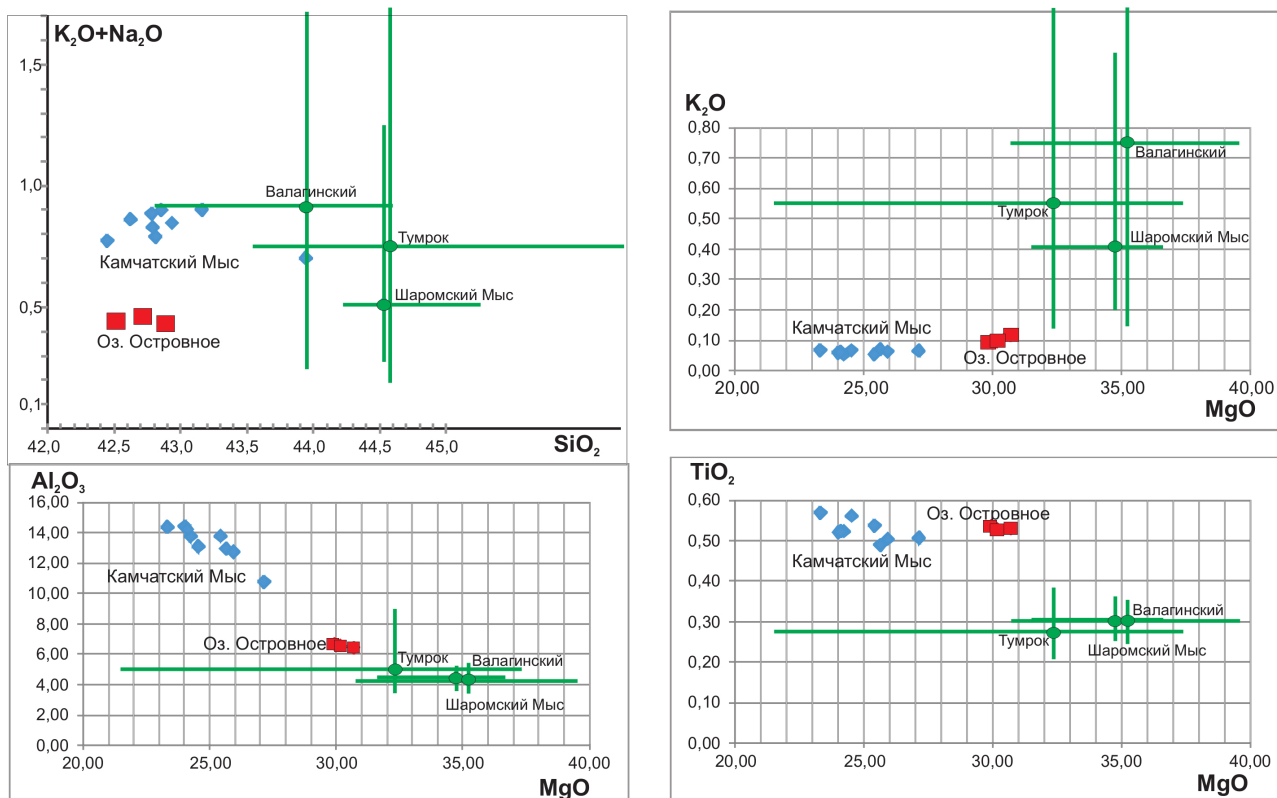 K₂O+Na₂O
1,5
1,0
0,5
0,1
Валагинский
Тумрок
Камчатский Мыс
Шаромский Мыс
Оз. Островное
42,0 42,5 43,0 43,5 44,0 44,5 45,0
SiO₂
K₂O
0,80
0,70
0,60
0,50
0,40
0,30
0,20
0,10
0,00
Валагинский
Тумрок
Шаромский Мыс
Камчатский Мыс
Оз. Островное
20,00 25,00 30,00 35,00 40,00
MgO
Al₂O₃
16,00
14,00
12,00
10,00
8,00
6,00
4,00
2,00
0,00
Камчатский Мыс
Оз. Островное
Тумрок Валагинский
Шаромский Мыс
20,00 25,00 30,00 35,00 40,00
MgO
TiO₂
0,60
0,50
0,40
0,30
0,20
0,10
0,00
Оз. Островное
Камчатский Мыс
Валагинский
Тумрок
Шаромский Мыс
20,00 25,00 30,00 35,00 40,00
MgO